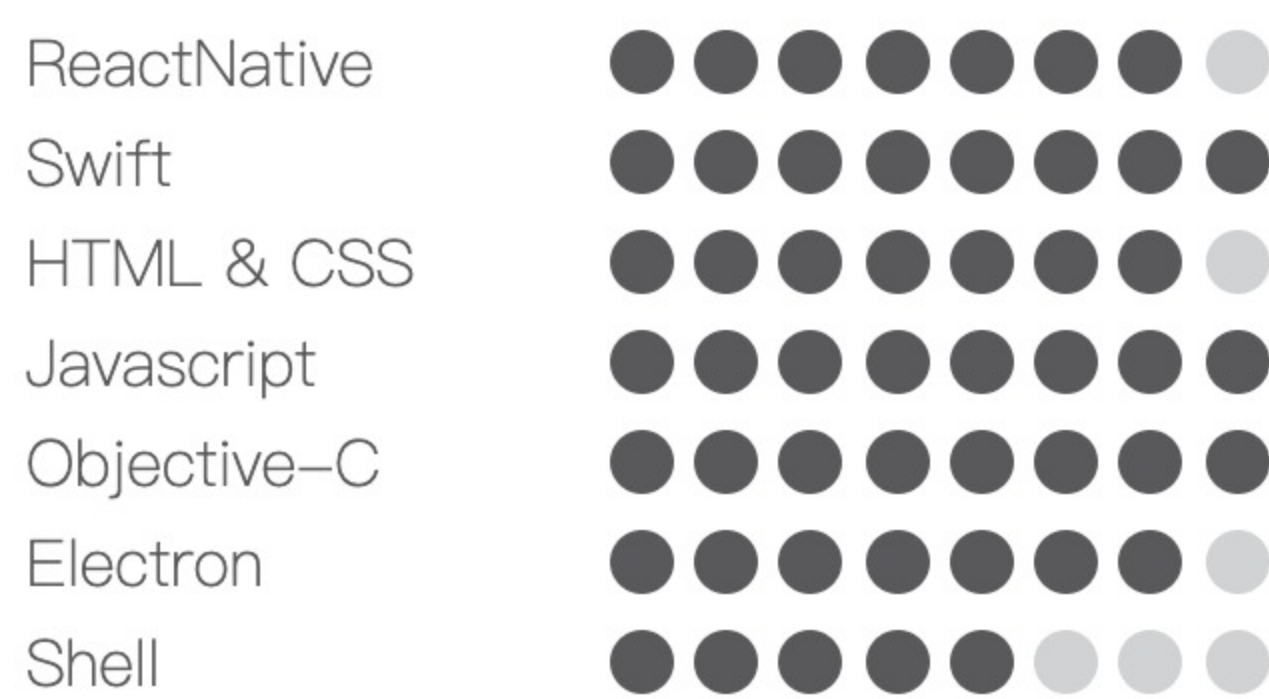 ReactNative
Swift
HTML & CSS
Javascript
Objective-C
Electron
Shell